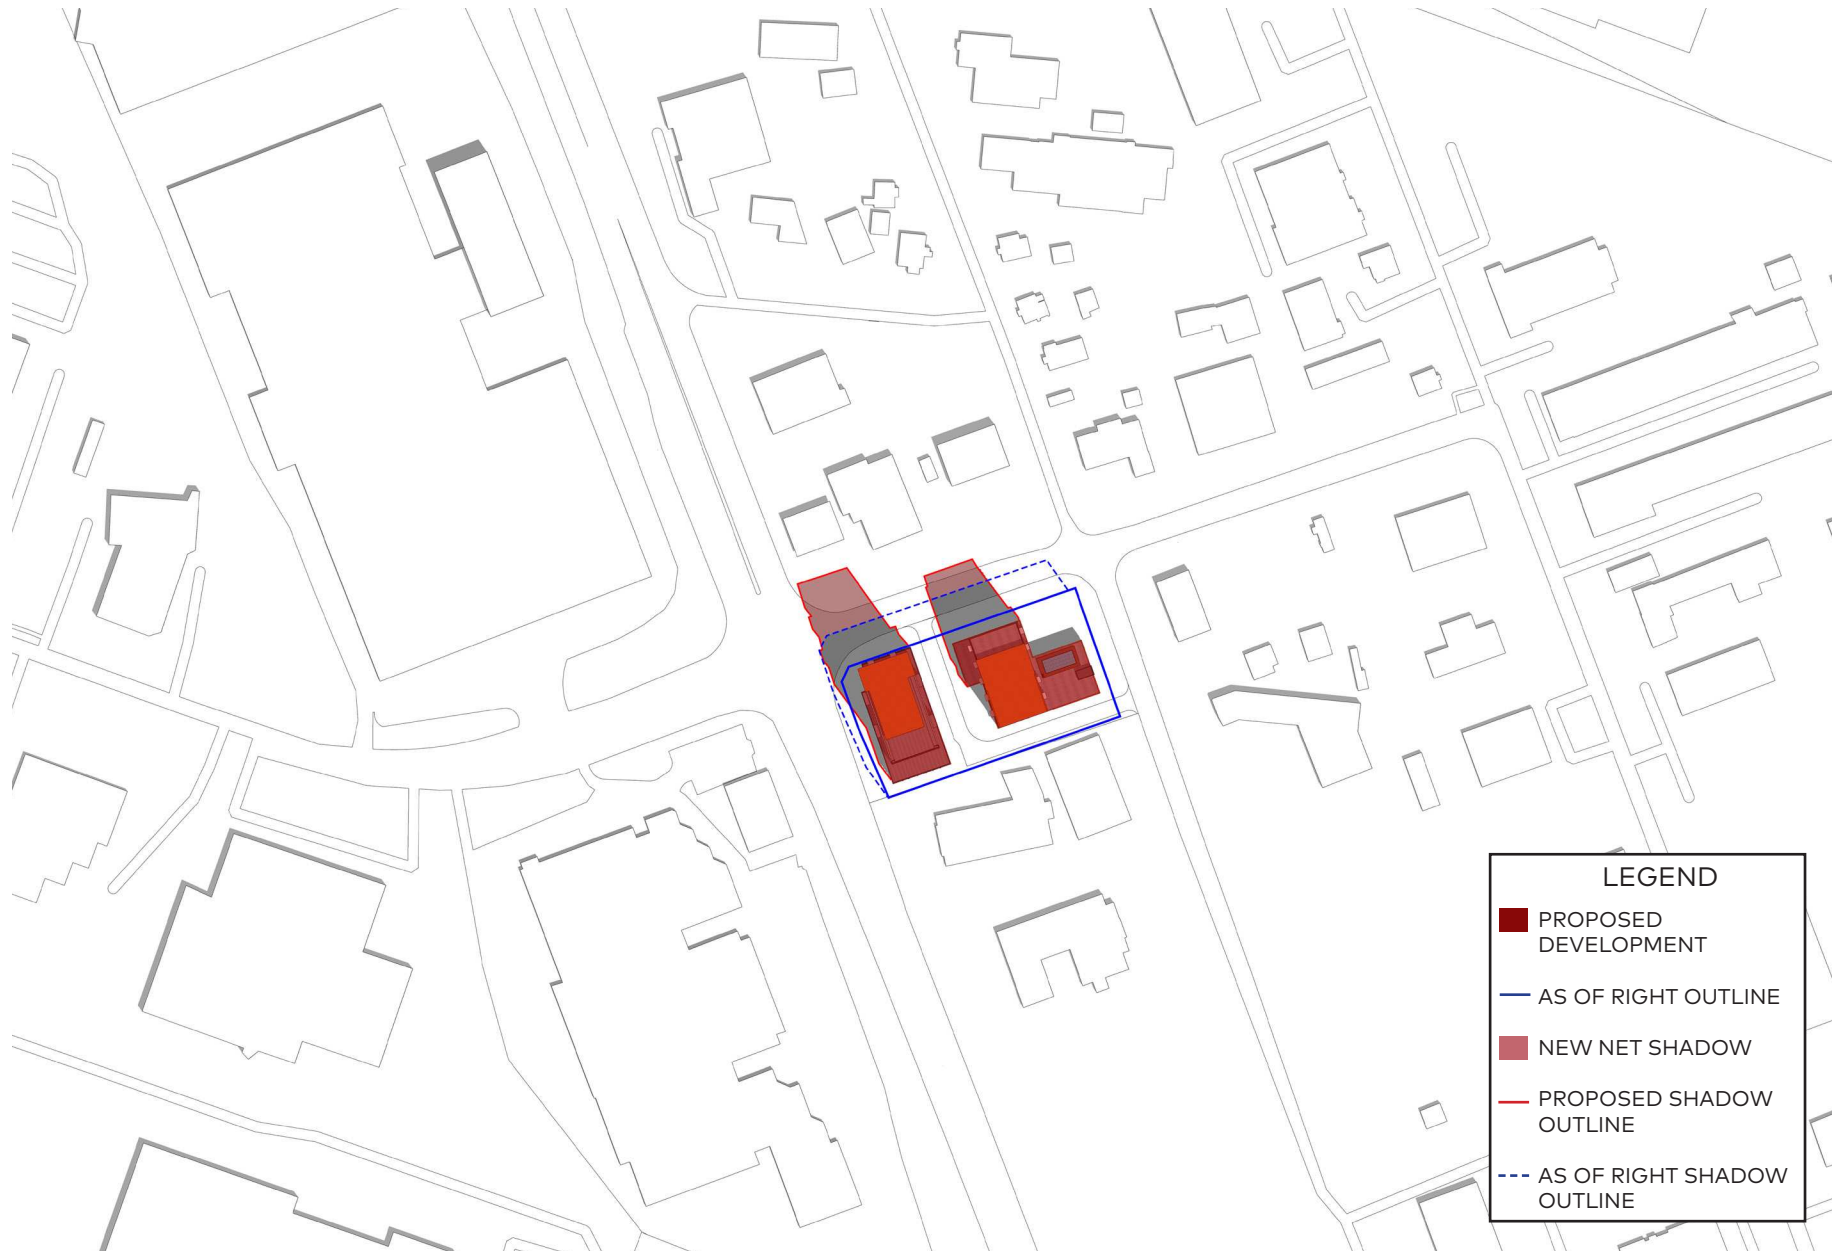 LEGEND
PROPOSED
DEVELOPMENT
AS OF RIGHT OUTLINE
NEW NET SHADOW
PROPOSED SHADOW
OUTLINE
AS OF RIGHT SHADOW
OUTLINE